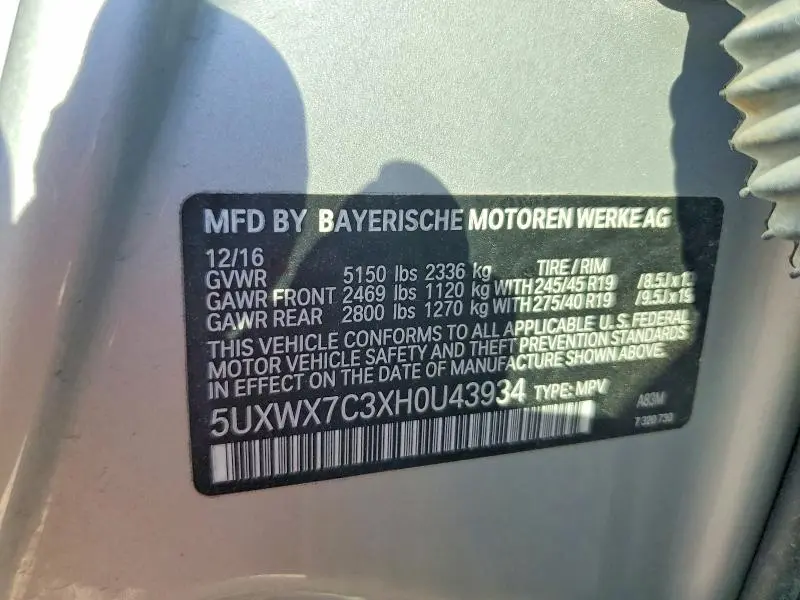 MFD BY BAYERISCHE MOTOREN WERKE AG
12/16 TIRE / RIM
GVWR 5150 lbs 2336 kg
GAWR FRONT 2469 lbs 1120 kg WITH 245/45 R19
GAWR REAR 2800 lbs 1270 kg WITH 275/40 R19 /9.5J x 19
THIS VEHICLE CONFORMS TO ALL APPLICABLE U.S. FEDERAL
MOTOR VEHICLE SAFETY AND THEFT PREVENTION STANDARDS
IN EFFECT ON THE DATE OF MANUFACTURE SHOWN ABOVE.
5UXWX7C3XH0U43934 TYPE: MPV A83M
7 320 730